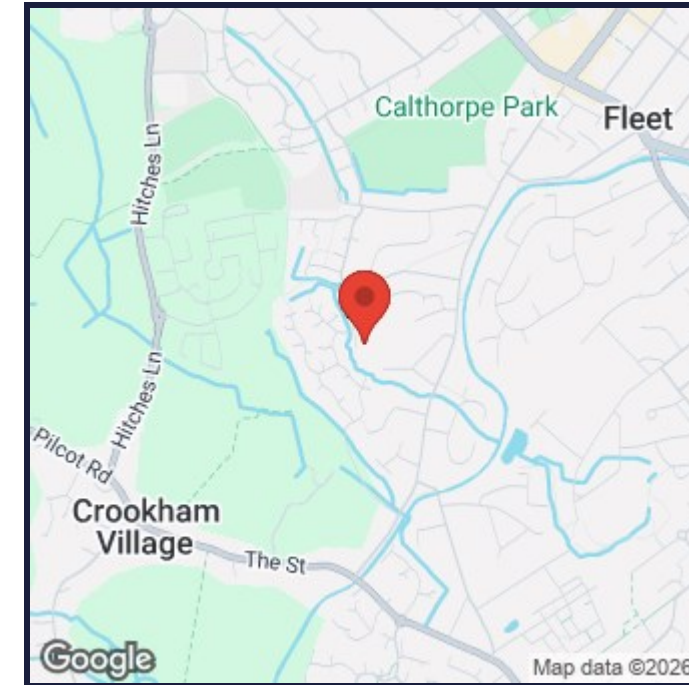 Calthorpe Park
Fleet
Hitches Ln
Hitches Ln
Pilcot Rd
Crookham
Village
The St
Google
Map data ©2026